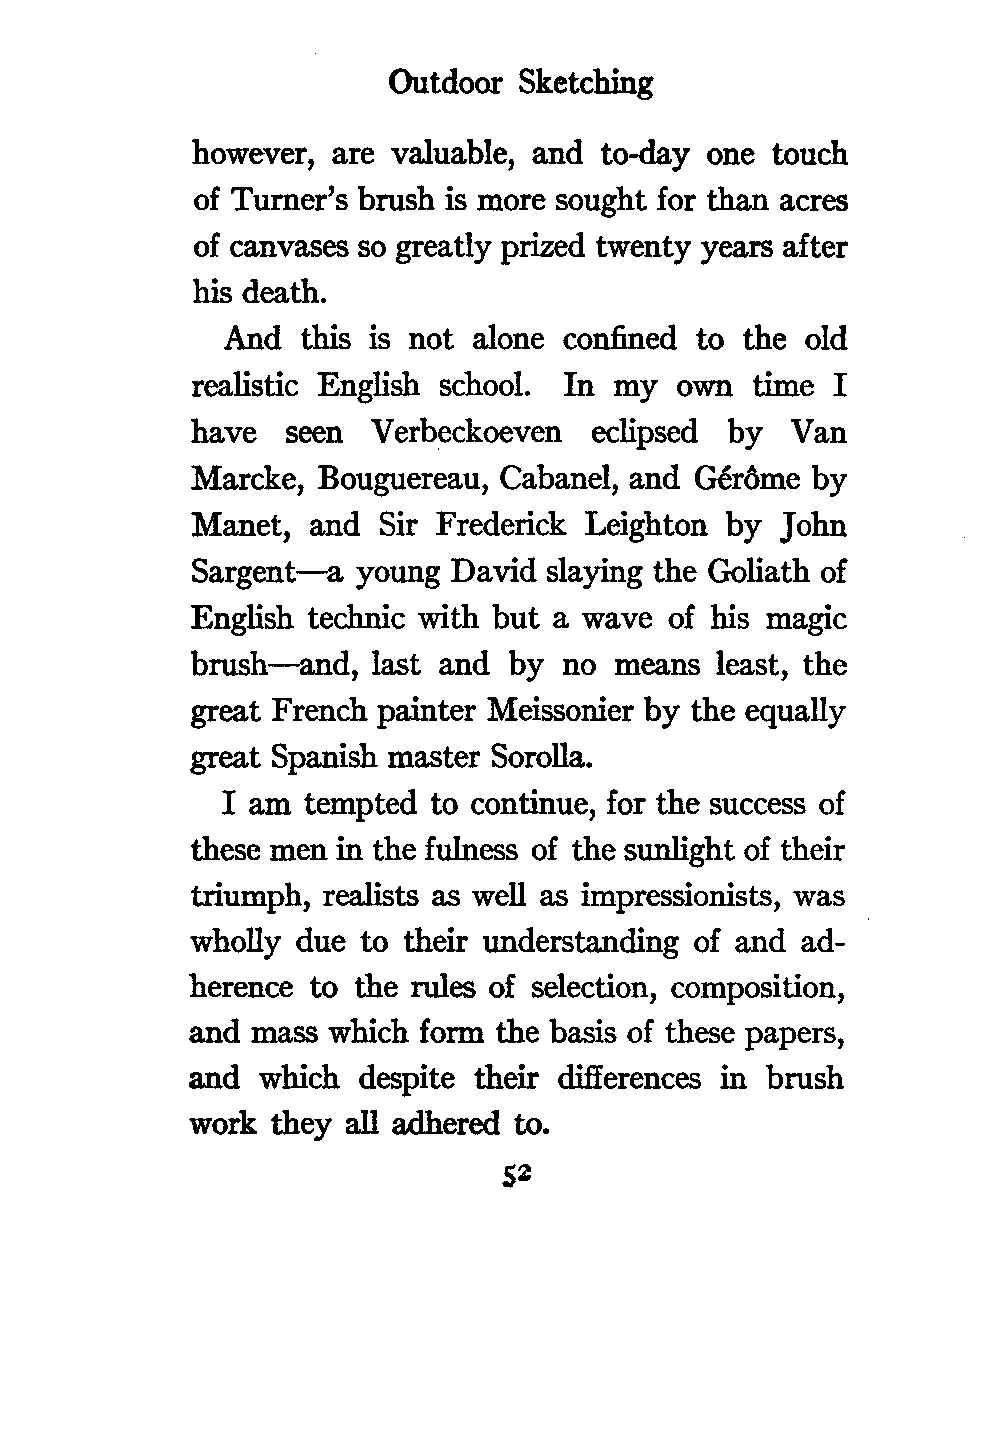 Outdoor Sketching
however, are valuable, and to-day one touch
of Turner's brush is more sought for than acres
of canvases so greatly prized twenty years after
his death.
And this is not alone confined to the old
realistic English school. In my own time I
have seen Verbeckoeven eclipsed by Van
Marcke, Bouguereau, Cabanel, and Gérôme by
Manet, and Sir Frederick Leighton by John
Sargent—a young David slaying the Goliath of
English technic with but a wave of his magic
brush—and, last and by no means least, the
great French painter Meissonier by the equally
great Spanish master Sorolla.
I am tempted to continue, for the success of
these men in the fulness of the sunlight of their
triumph, realists as well as impressionists, was
wholly due to their understanding of and ad-
herence to the rules of selection, composition,
and mass which form the basis of these papers,
and which despite their differences in brush
work they all adhered to.
52